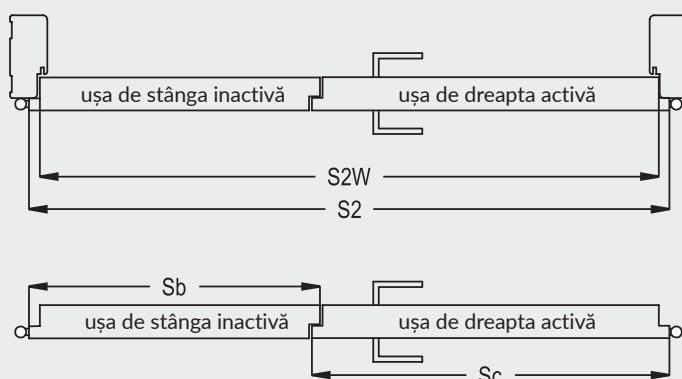 ușa de stânga inactivă ușa de dreapta activă
S2W
S2
Sb
ușa de stânga inactivă ușa de dreapta activă
Sc